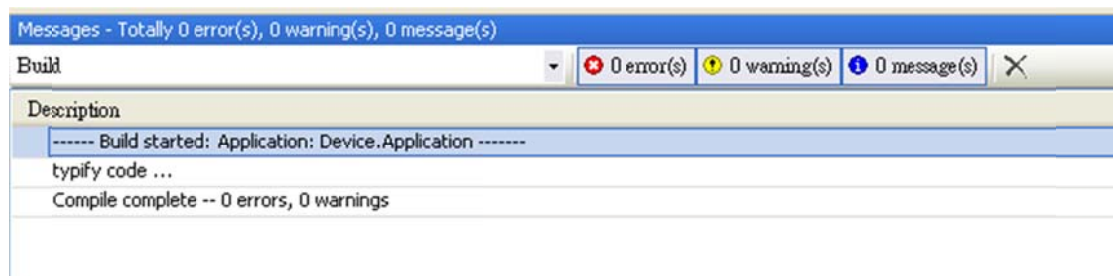 Messages - Totally 0 error(s), 0 warning(s), 0 message(s)
Build 0 error(s) 0 warning(s) 0 message(s)
Description
------ Build started: Application: Device.Application -------
typify code ...
Compile complete -- 0 errors, 0 warnings